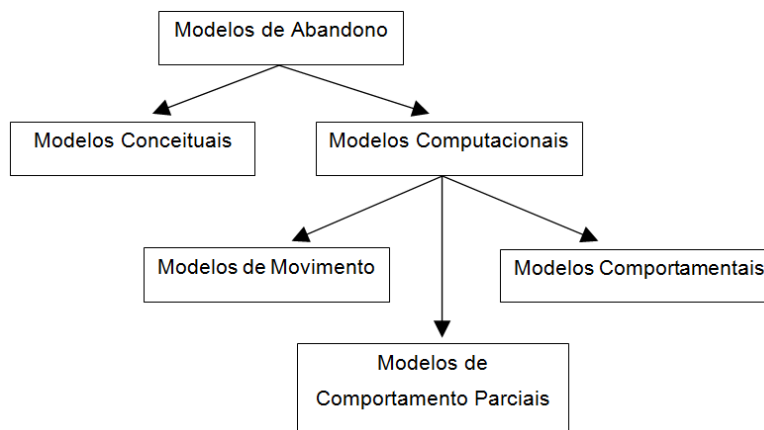 Modelos de Abandono
Modelos Conceituais
Modelos Computacionais
Modelos de Movimento
Modelos Comportamentais
Modelos de
Comportamento Parciais